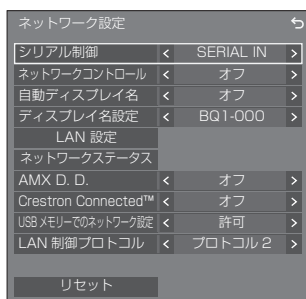 ネットワーク設定
シリアル制御 < SERIAL IN >
ネットワークコントロール < オフ >
自動ディスプレイ名 < オフ >
ディスプレイ名設定 < BQ1-000 >
LAN 設定
ネットワークステータス
AMX D. D. < オフ >
Crestron Connected™ < オフ >
USB メモリーでのネットワーク設定 < 許可 >
LAN 制御プロトコル < プロトコル 2 >
リセット